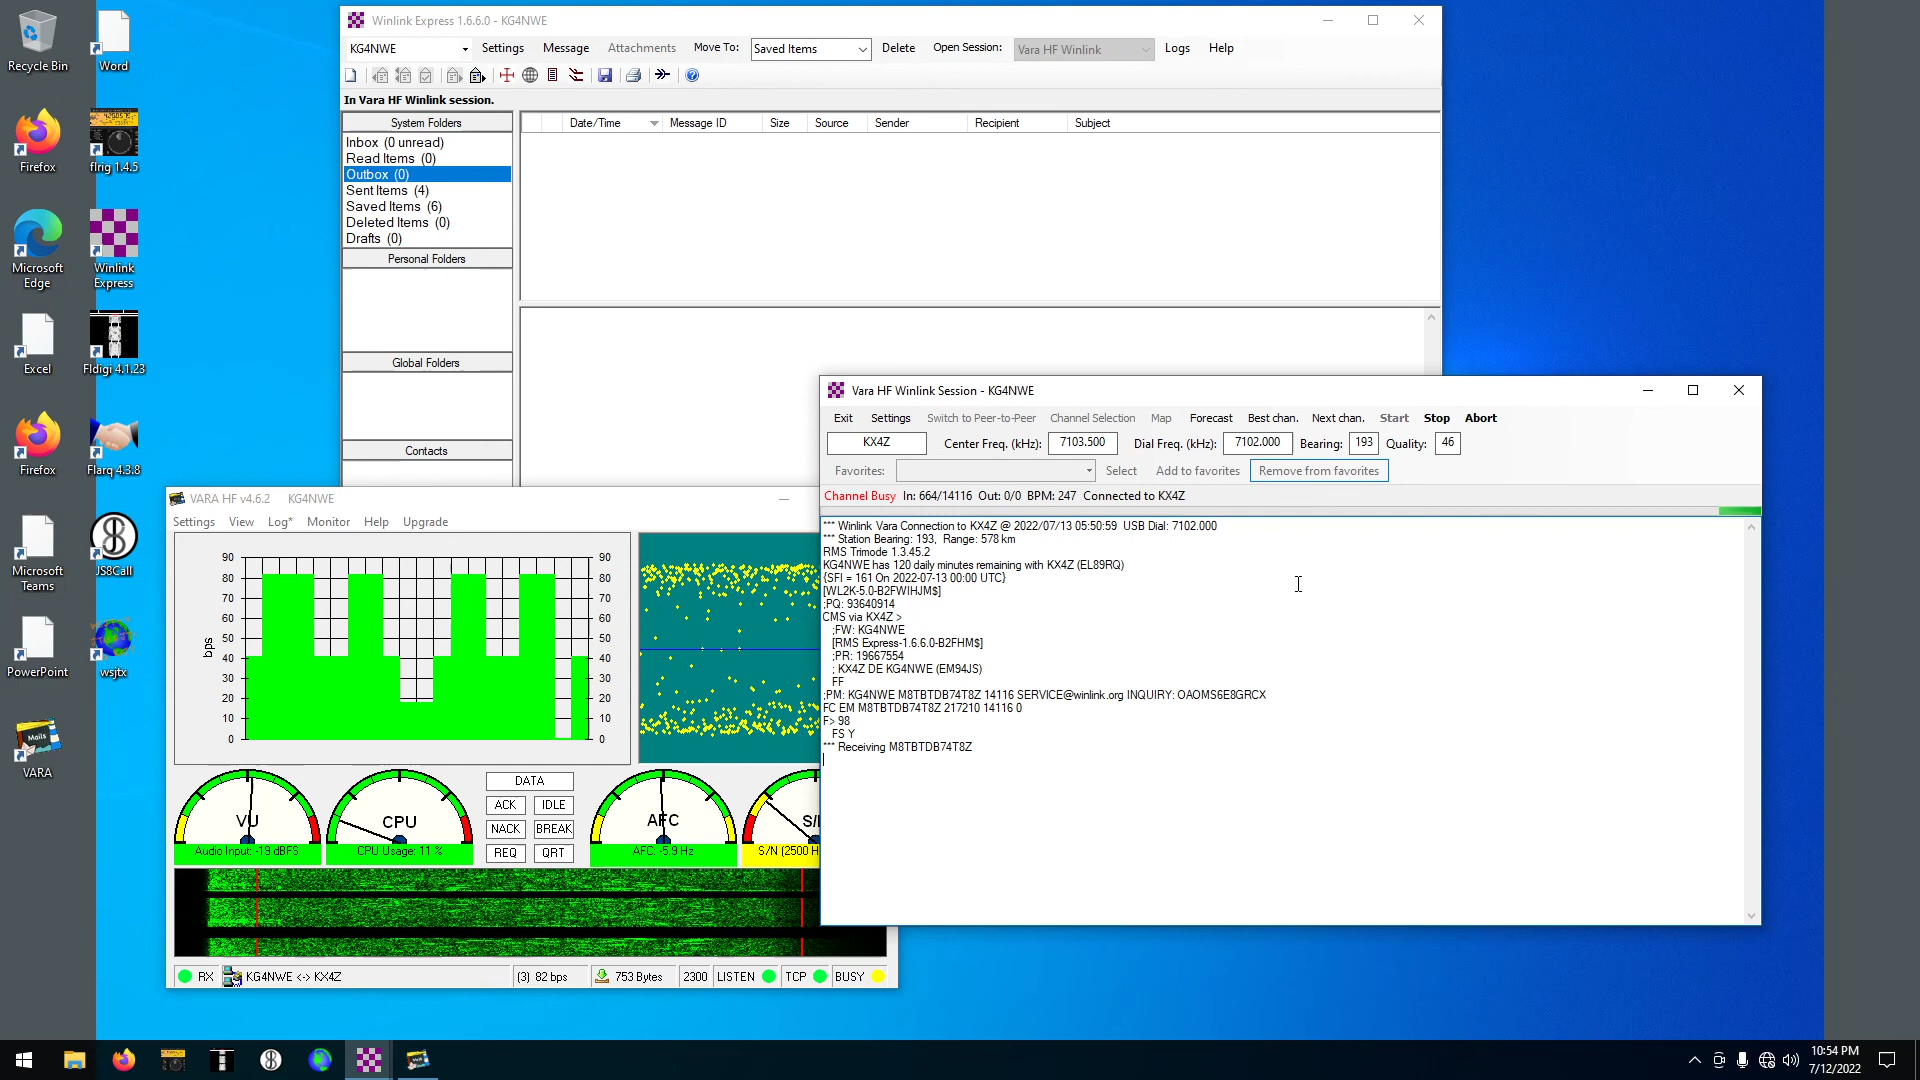 Recycle Bin
Word
Firefox
flrig 1.4.5
Microsoft
Edge
Winlink
Express
Excel
Fldigi 4.1.23
Firefox
Flarq 4.3.8
Microsoft
Teams
JS8Call
PowerPoint
wsjtx
VARA
Winlink Express 1.6.6.0 - KG4NWE
KG4NWE Settings Message Attachments Move To: Saved Items Delete Open Session: Vara HF Winlink Logs Help
In Vara HF Winlink session.
System Folders
Inbox (0 unread)
Read Items (0)
Outbox (0)
Sent Items (4)
Saved Items (6)
Deleted Items (0)
Drafts (0)
Personal Folders
Global Folders
Contacts
Date/Time Message ID Size Source Sender Recipient Subject
Vara HF Winlink Session - KG4NWE
Exit Settings Switch to Peer-to-Peer Channel Selection Map Forecast Best chan. Next chan. Start Stop Abort
KX4Z Center Freq. (kHz): 7103.500 Dial Freq. (kHz): 7102.000 Bearing: 193 Quality: 46
Favorites: Select Add to favorites Remove from favorites
Channel Busy In: 664/14116 Out: 0/0 BPM: 247 Connected to KX4Z
*** Winlink Vara Connection to KX4Z @ 2022/07/13 05:50:59 USB Dial: 7102.000
*** Station Bearing: 193, Range: 578 km
RMS Trimode 1.3.45.2
KG4NWE has 120 daily minutes remaining with KX4Z (EL89RQ)
{SFI = 161 On 2022-07-13 00:00 UTC}
[WL2K-5.0-B2FWIHJM$]
;PQ: 93640914
CMS via KX4Z >
;FW: KG4NWE
[RMS Express-1.6.6.0-B2FHM$]
;PR: 19667554
; KX4Z DE KG4NWE (EM94JS)
FF
;PM: KG4NWE M8TBTDB74T8Z 14116 SERVICE@winlink.org INQUIRY: OAOMS6E8GRCX
FC EM M8TBTDB74T8Z 217210 14116 0
F> 98
FS Y
*** Receiving M8TBTDB74T8Z
VARA HF v4.6.2 KG4NWE
Settings View Log* Monitor Help Upgrade
90 90
80 80
70 70
60 60
bps
50 50
40 40
30 30
20 20
10 10
0 0
VU
Audio Input: -19 dBFS
CPU
CPU Usage: 11 %
DATA
ACK IDLE
NACK BREAK
REQ QRT
AFC
AFC: -5.9 Hz
S/
S/N (2500 H
RX KG4NWE <-> KX4Z (3) 82 bps 753 Bytes 2300 LISTEN TCP BUSY
10:54 PM
7/12/2022